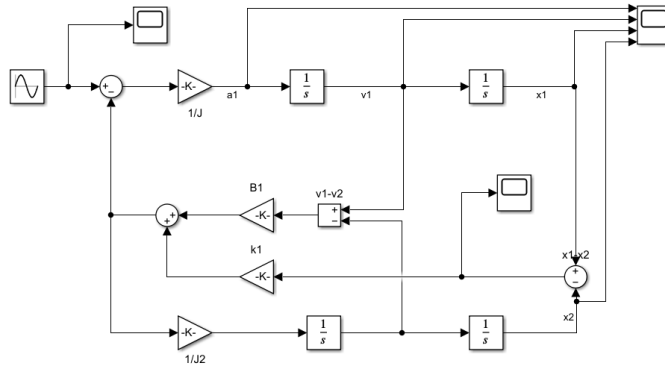 +
−
-K-
1/J
a1
1
s
v1
1
s
x1
B1
-K-
v1-v2
+
−
+
+
k1
-K-
x1-x2
+
−
-K-
1/J2
1
s
1
s
x2